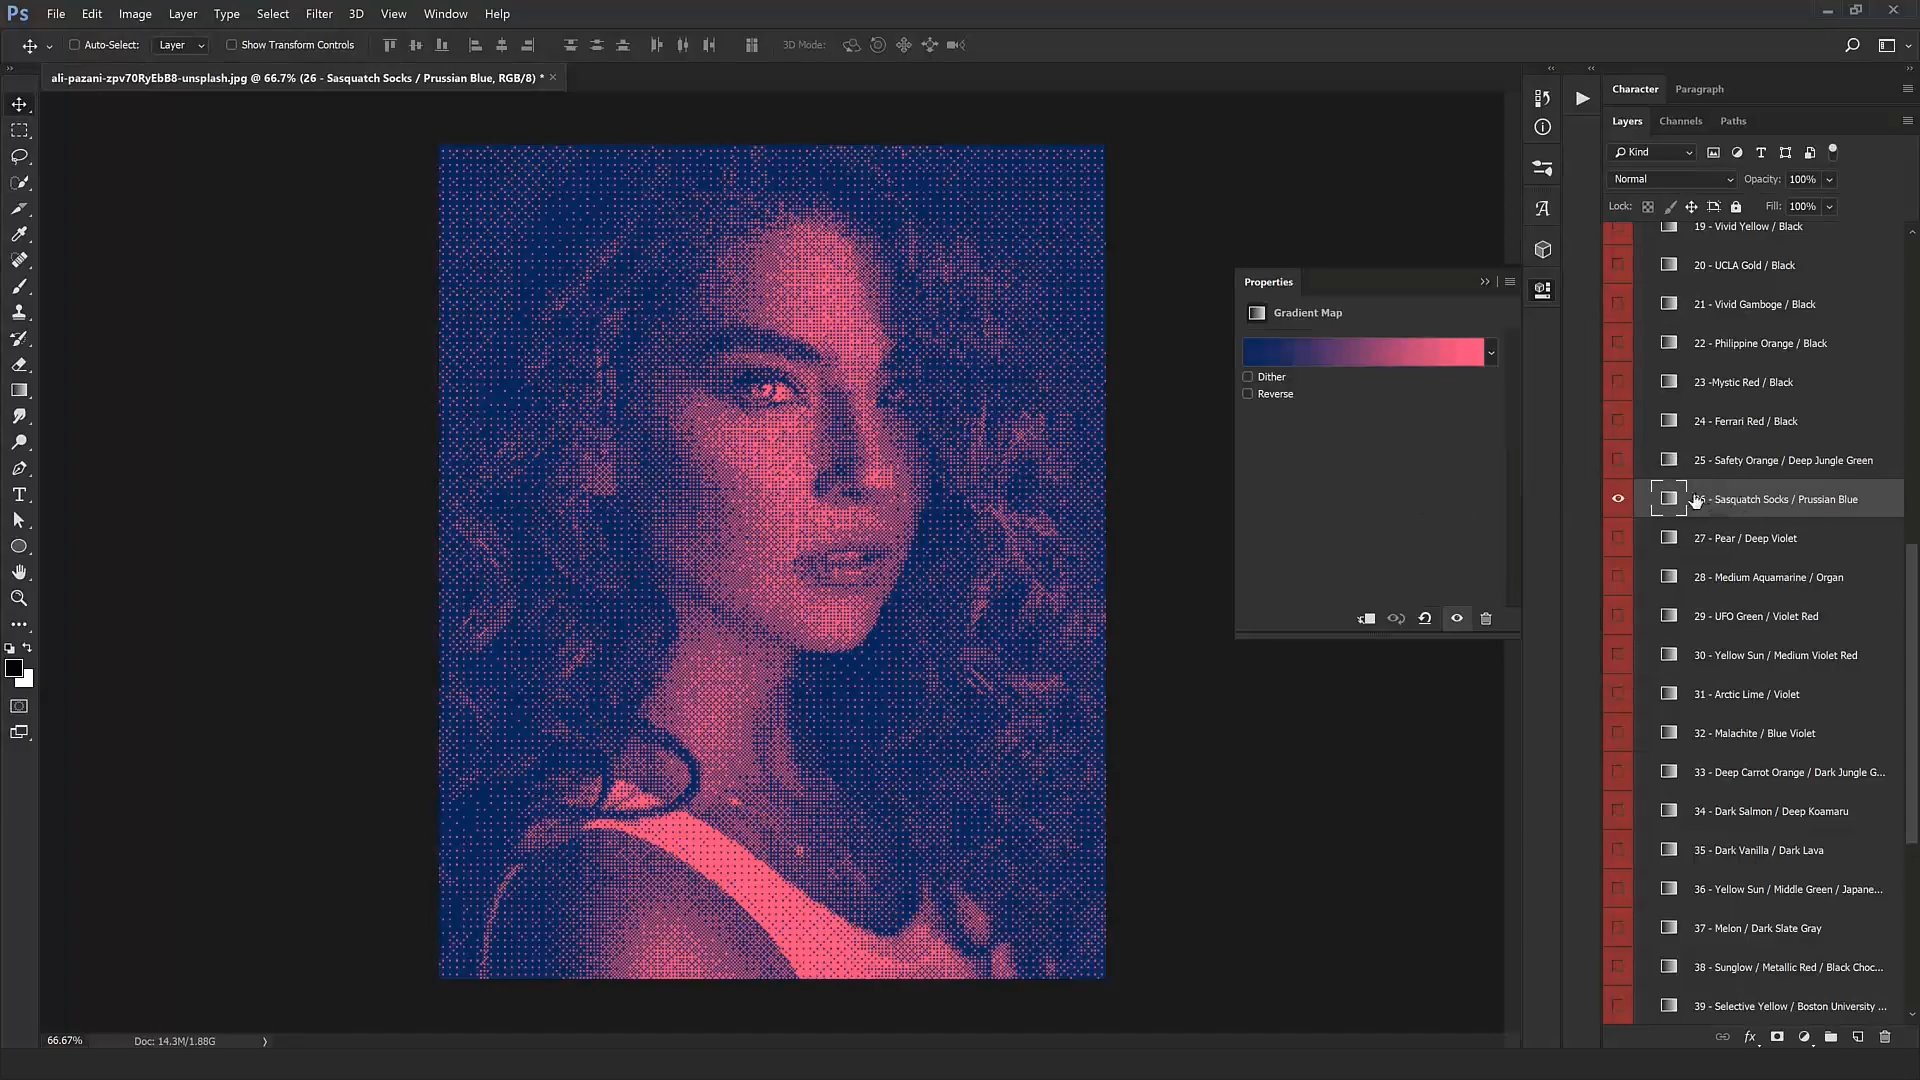 Ps File Edit Image Layer Type Select Filter 3D View Window Help
Auto-Select: Layer Show Transform Controls 3D Mode:
ali-pazani-zpv70RyEbB8-unsplash.jpg @ 66.7% (26 - Sasquatch Socks / Prussian Blue, RGB/8) *
Character Paragraph
Layers Channels Paths
Kind
Normal Opacity: 100%
Lock: Fill: 100%
19 - Vivid Yellow / Black
20 - UCLA Gold / Black
21 - Vivid Gamboge / Black
22 - Philippine Orange / Black
23 -Mystic Red / Black
24 - Ferrari Red / Black
25 - Safety Orange / Deep Jungle Green
6 - Sasquatch Socks / Prussian Blue
27 - Pear / Deep Violet
28 - Medium Aquamarine / Organ
29 - UFO Green / Violet Red
30 - Yellow Sun / Medium Violet Red
31 - Arctic Lime / Violet
32 - Malachite / Blue Violet
33 - Deep Carrot Orange / Dark Jungle G...
34 - Dark Salmon / Deep Koamaru
35 - Dark Vanilla / Dark Lava
36 - Yellow Sun / Middle Green / Japane...
37 - Melon / Dark Slate Gray
38 - Sunglow / Metallic Red / Black Choc...
39 - Selective Yellow / Boston University ...
Properties
Gradient Map
Dither
Reverse
66.67% Doc: 14.3M/1.88G